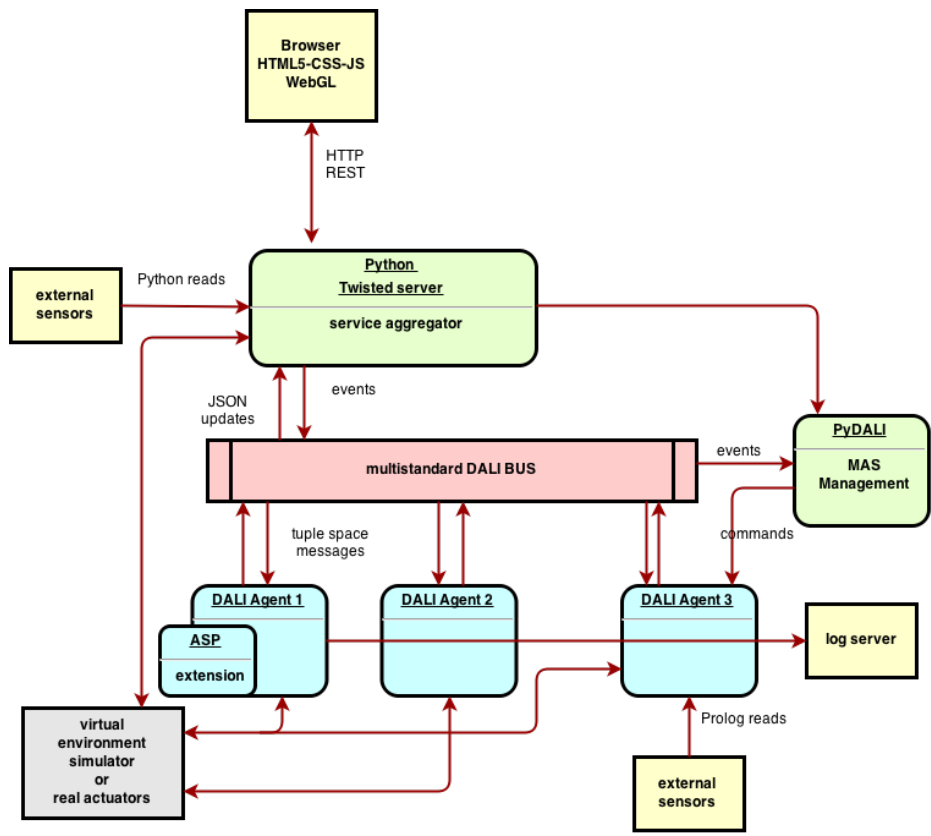 Browser
HTML5-CSS-JS
WebGL
HTTP
REST
Python
Twisted server
service aggregator
Python reads
external
sensors
JSON
updates
events
multistandard DALI BUS
events
PyDALI
MAS
Management
commands
tuple space
messages
DALI Agent 1
ASP
extension
DALI Agent 2
DALI Agent 3
log server
Prolog reads
external
sensors
virtual
environment
simulator
or
real actuators